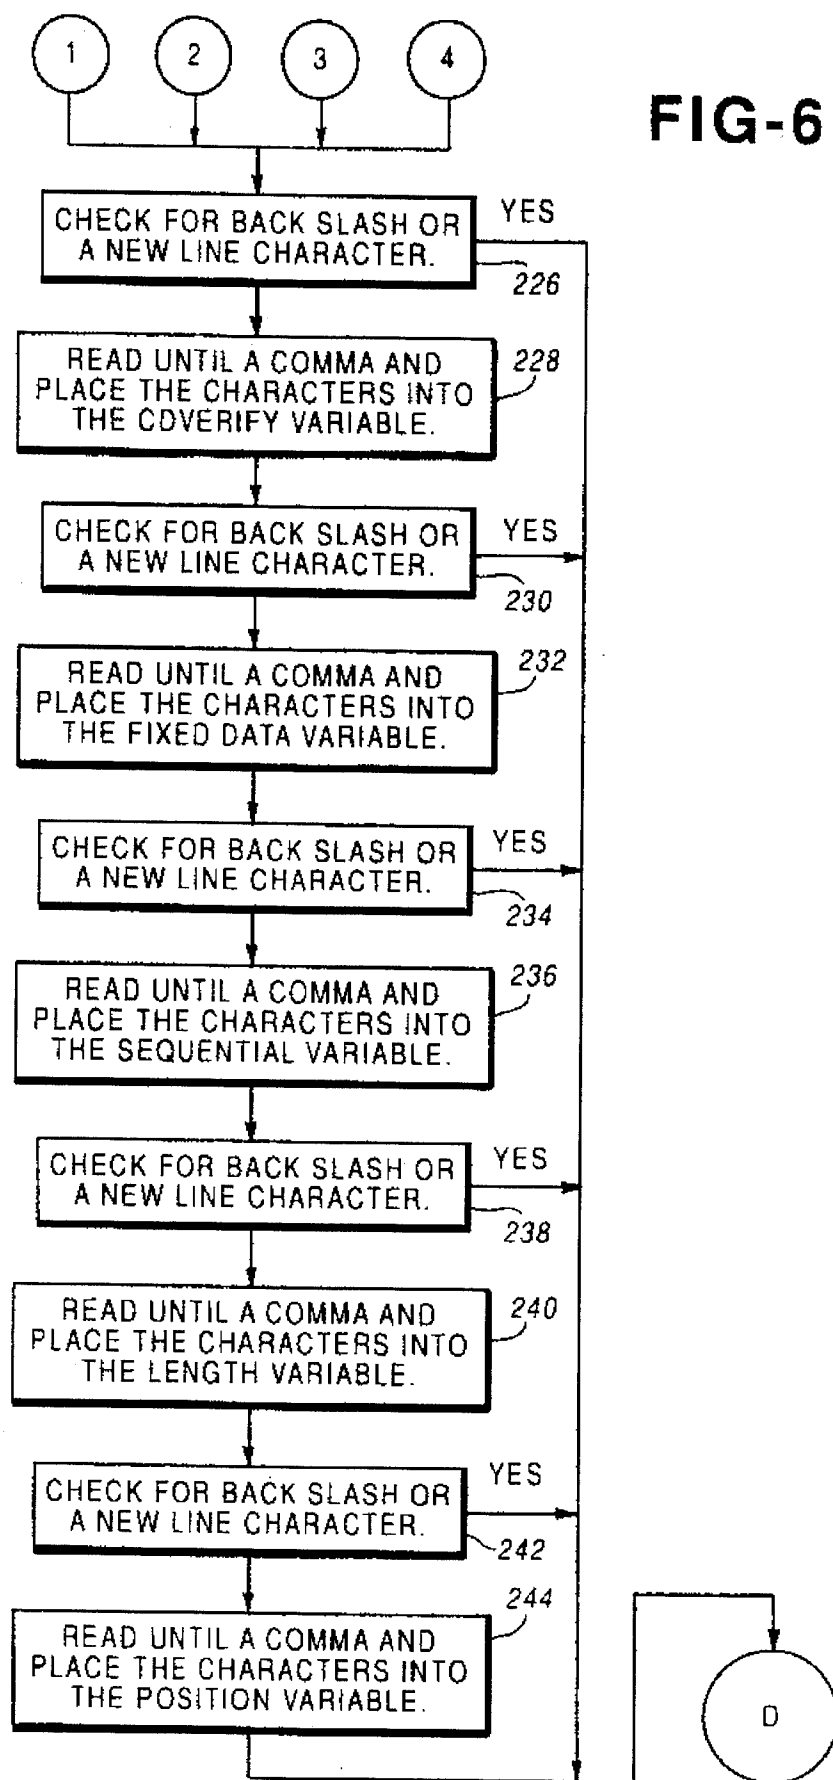 1 2 3 4
FIG-6
CHECK FOR BACK SLASH OR
A NEW LINE CHARACTER.
YES
226
READ UNTIL A COMMA AND
PLACE THE CHARACTERS INTO
THE CDVERIFY VARIABLE.
228
CHECK FOR BACK SLASH OR
A NEW LINE CHARACTER.
YES
230
READ UNTIL A COMMA AND
PLACE THE CHARACTERS INTO
THE FIXED DATA VARIABLE.
232
CHECK FOR BACK SLASH OR
A NEW LINE CHARACTER.
YES
234
READ UNTIL A COMMA AND
PLACE THE CHARACTERS INTO
THE SEQUENTIAL VARIABLE.
236
CHECK FOR BACK SLASH OR
A NEW LINE CHARACTER.
YES
238
READ UNTIL A COMMA AND
PLACE THE CHARACTERS INTO
THE LENGTH VARIABLE.
240
CHECK FOR BACK SLASH OR
A NEW LINE CHARACTER.
YES
242
READ UNTIL A COMMA AND
PLACE THE CHARACTERS INTO
THE POSITION VARIABLE.
244
D